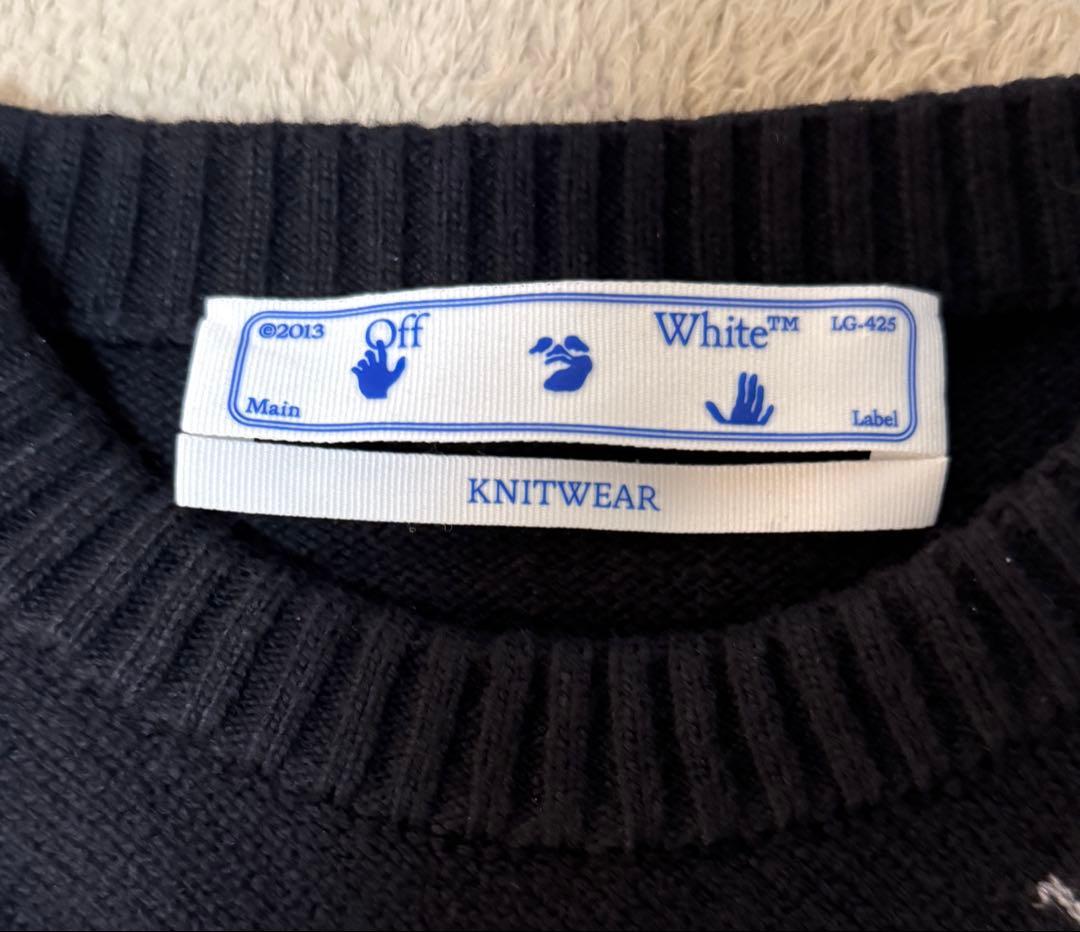 ©2013 Off White™ LG-425
Main Label
KNITWEAR